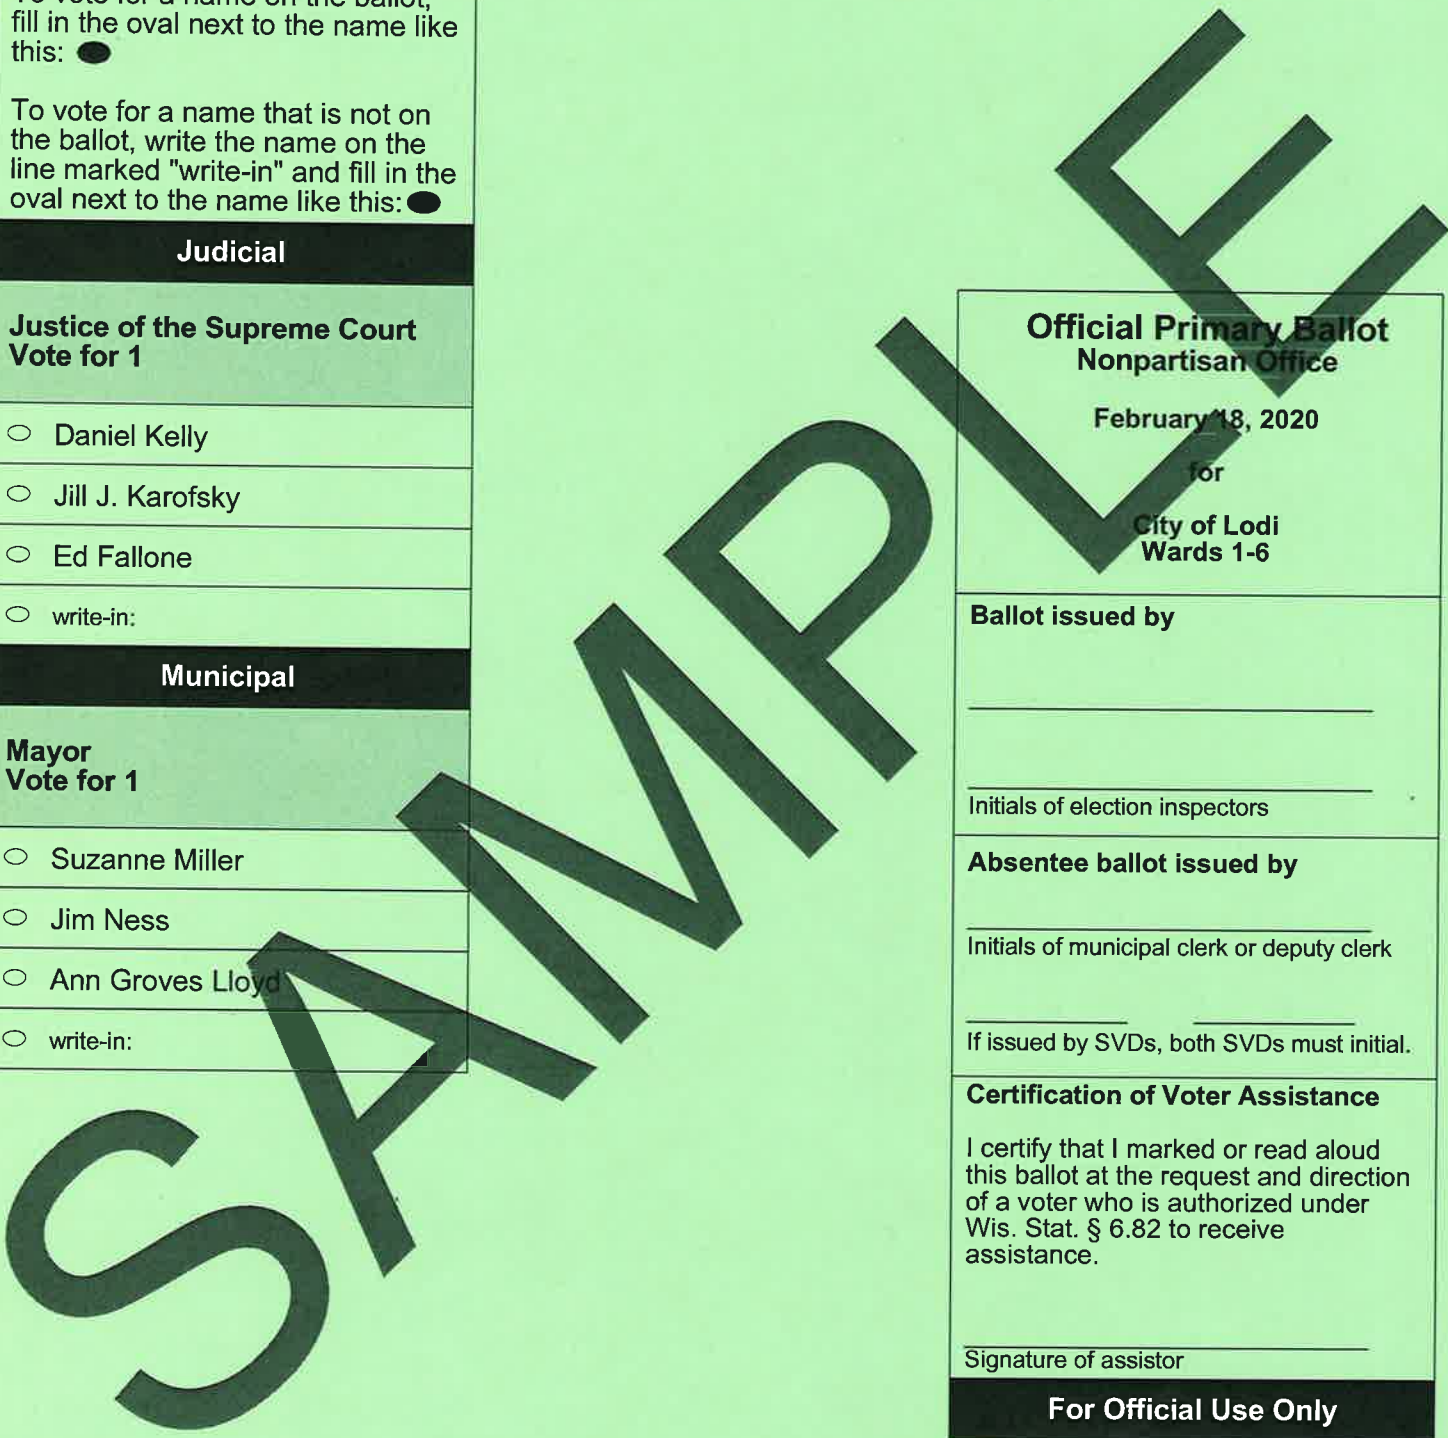 To vote for a name on the ballot,
fill in the oval next to the name like
this:
To vote for a name that is not on
the ballot, write the name on the
line marked "write-in" and fill in the
oval next to the name like this:
Judicial
Justice of the Supreme Court
Vote for 1
Daniel Kelly
Jill J. Karofsky
Ed Fallone
write-in:
Municipal
Mayor
Vote for 1
Suzanne Miller
Jim Ness
Ann Groves Lloyd
write-in:
SAMPLE
Official Primary Ballot
Nonpartisan Office
February 18, 2020
for
City of Lodi
Wards 1-6
Ballot issued by
Initials of election inspectors
Absentee ballot issued by
Initials of municipal clerk or deputy clerk
If issued by SVDs, both SVDs must initial.
Certification of Voter Assistance
I certify that I marked or read aloud
this ballot at the request and direction
of a voter who is authorized under
Wis. Stat. § 6.82 to receive
assistance.
Signature of assistor
For Official Use Only